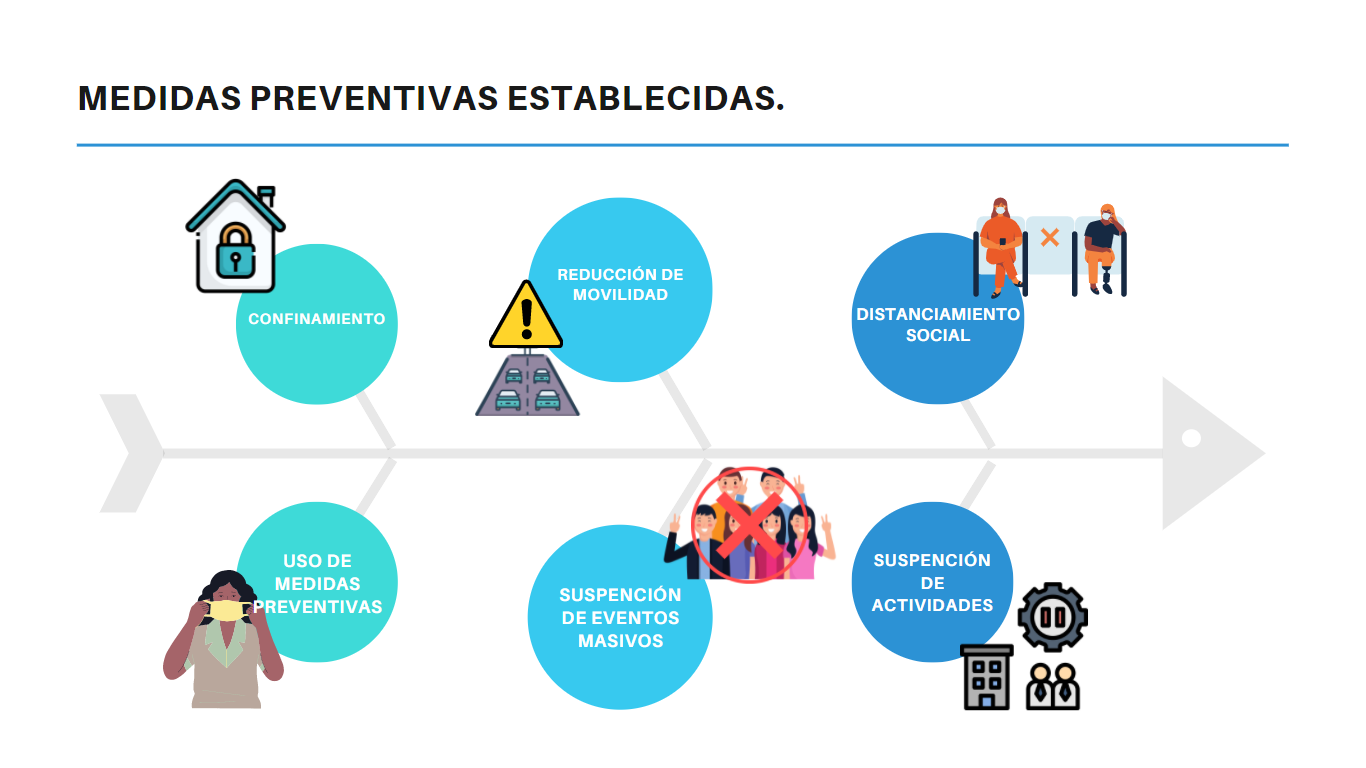 MEDIDAS PREVENTIVAS ESTABLECIDAS.
CONFINAMIENTO
REDUCCIÓN DE
MOVILIDAD
DISTANCIAMIENTO
SOCIAL
USO DE
MEDIDAS
PREVENTIVAS
SUSPENCIÓN
DE EVENTOS
MASIVOS
SUSPENCIÓN
DE
ACTIVIDADES